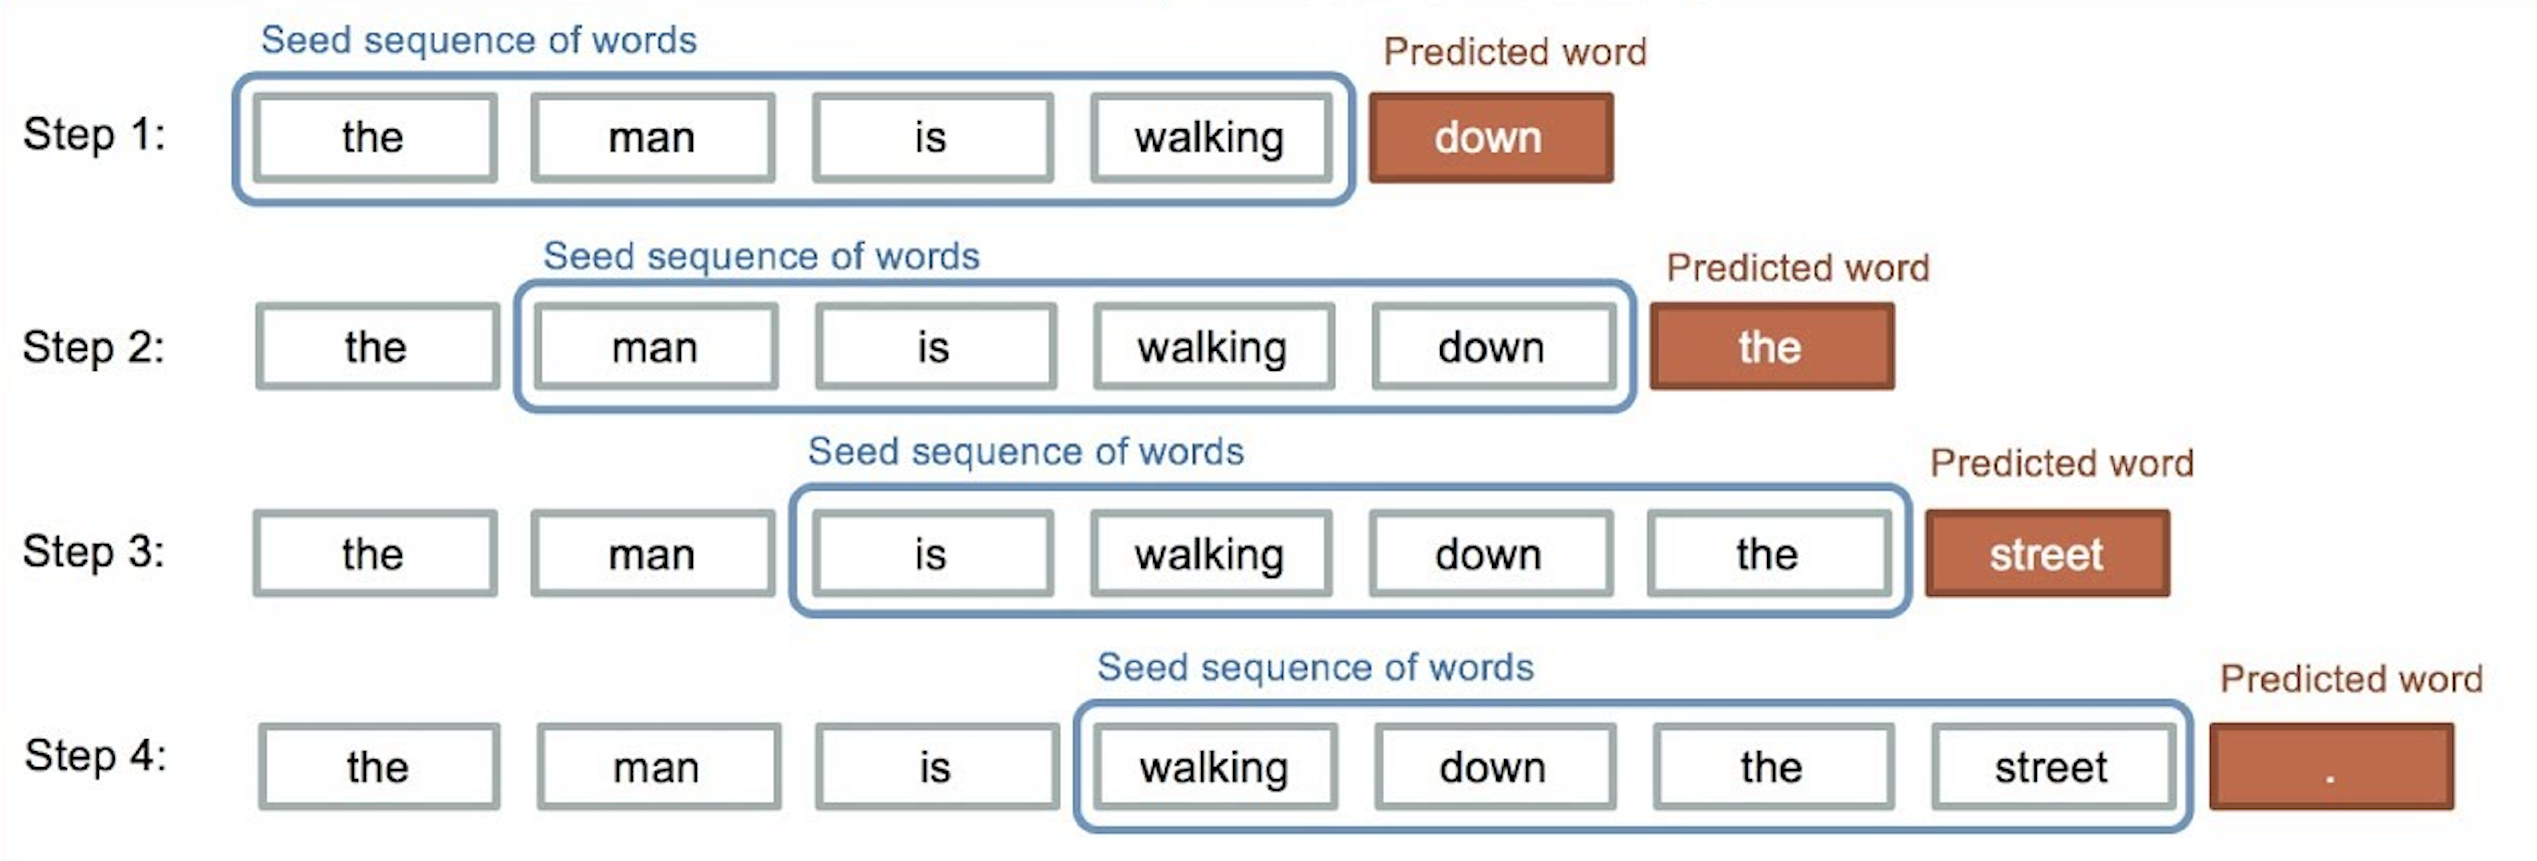 Seed sequence of words
Predicted word
Step 1: the man is walking down
Seed sequence of words
Predicted word
Step 2: the man is walking down the
Seed sequence of words
Predicted word
Step 3: the man is walking down the street
Seed sequence of words
Predicted word
Step 4: the man is walking down the street .